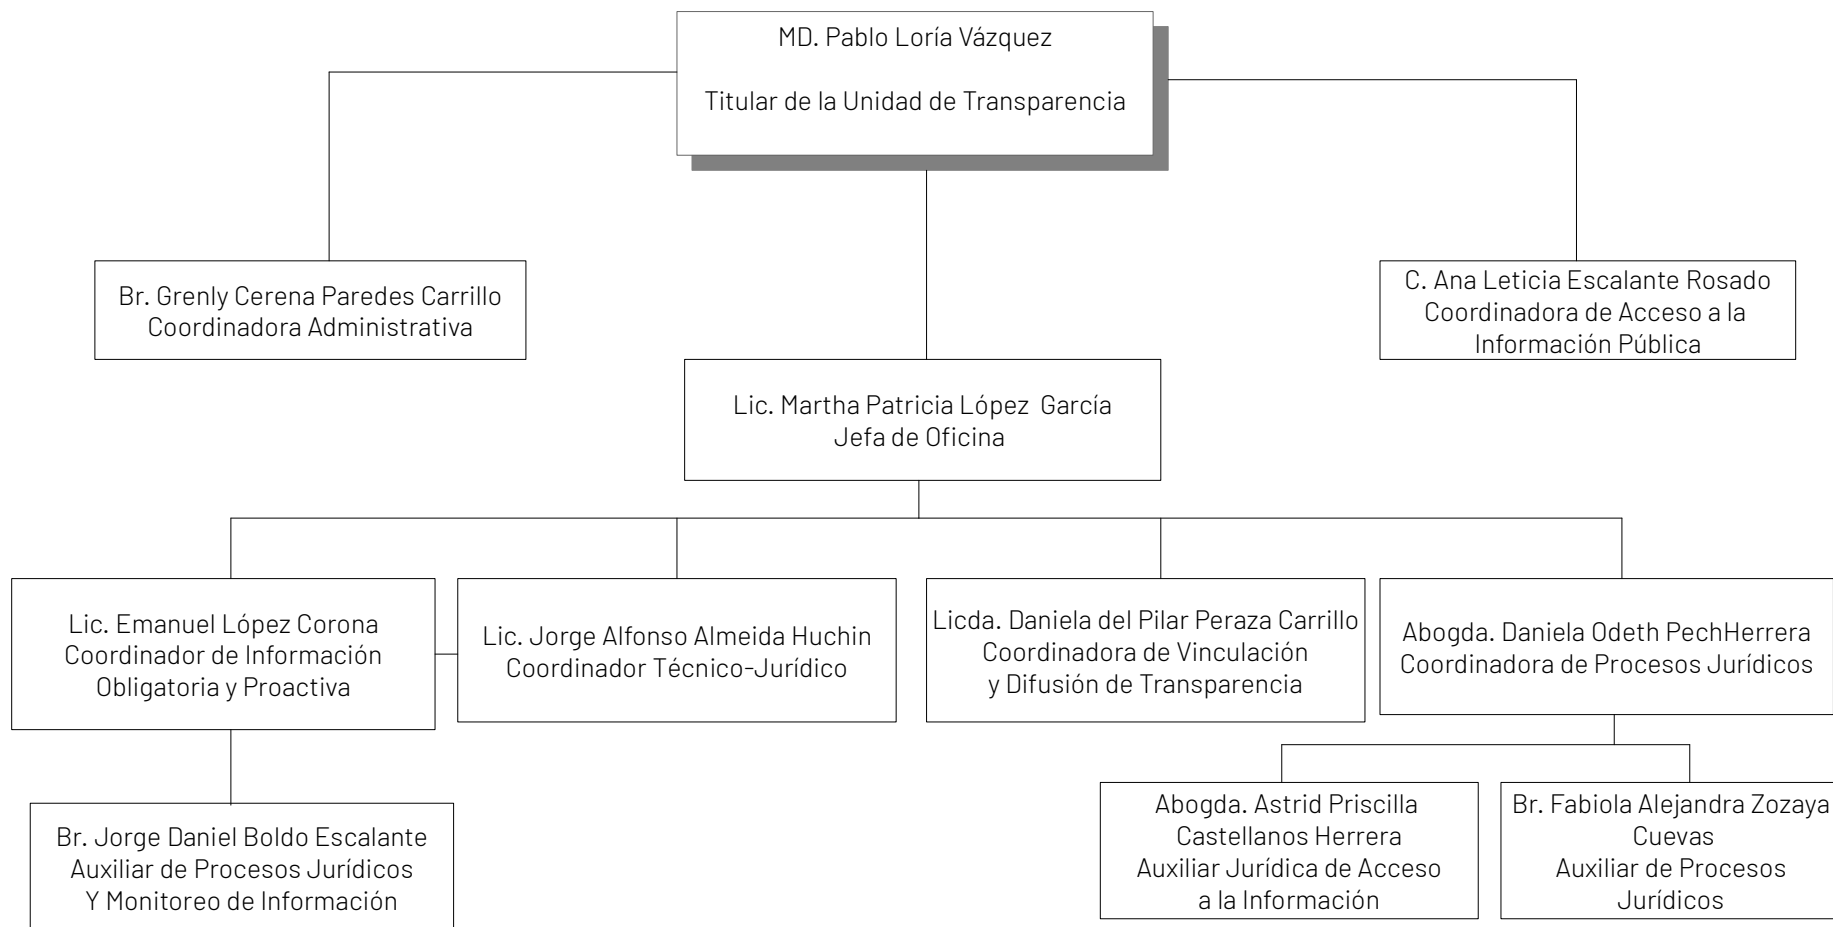 MD. Pablo Loría Vázquez
Titular de la Unidad de Transparencia
Br. Grenly Cerena Paredes Carrillo
Coordinadora Administrativa
C. Ana Leticia Escalante Rosado
Coordinadora de Acceso a la
Información Pública
Lic. Martha Patricia López  García
Jefa de Oficina
Lic. Emanuel López Corona
Coordinador de Información
Obligatoria y Proactiva
Lic. Jorge Alfonso Almeida Huchin
Coordinador Técnico-Jurídico
Licda. Daniela del Pilar Peraza Carrillo
Coordinadora de Vinculación
y Difusión de Transparencia
Abogda. Daniela Odeth PechHerrera
Coordinadora de Procesos Jurídicos
Br. Jorge Daniel Boldo Escalante
Auxiliar de Procesos Jurídicos
Y Monitoreo de Información
Abogda. Astrid Priscilla
Castellanos Herrera
Auxiliar Jurídica de Acceso
a la Información
Br. Fabiola Alejandra Zozaya
Cuevas
Auxiliar de Procesos
Jurídicos